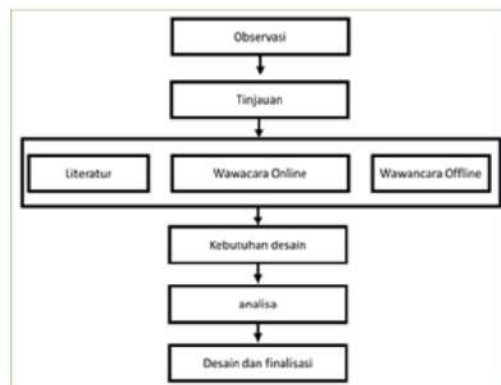 Observasi
Tinjauan
Literatur
Wawacara Online
Wawancara Offline
Kebutuhan desain
analisa
Desain dan finalisasi